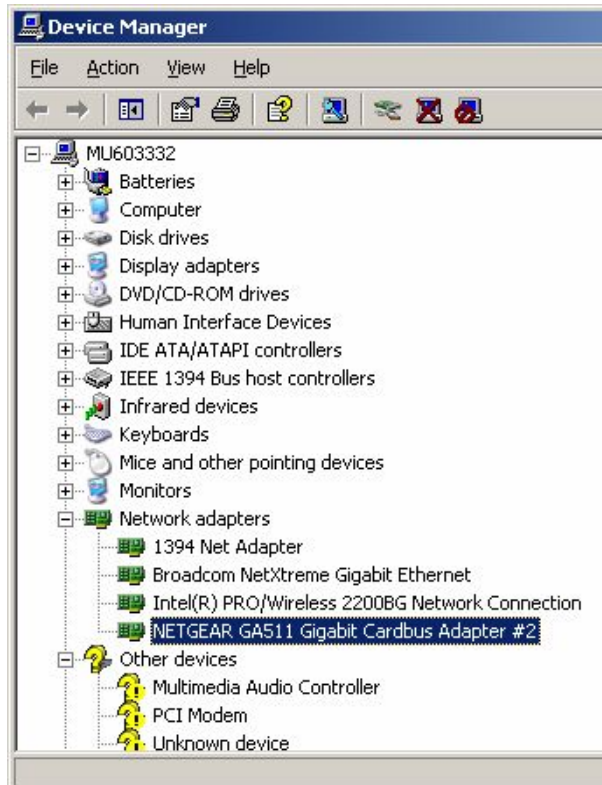 Device Manager
File Action View Help
MU603332
Batteries
Computer
Disk drives
Display adapters
DVD/CD-ROM drives
Human Interface Devices
IDE ATA/ATAPI controllers
IEEE 1394 Bus host controllers
Infrared devices
Keyboards
Mice and other pointing devices
Monitors
Network adapters
1394 Net Adapter
Broadcom NetXtreme Gigabit Ethernet
Intel(R) PRO/Wireless 2200BG Network Connection
NETGEAR GA511 Gigabit Cardbus Adapter #2
Other devices
Multimedia Audio Controller
PCI Modem
Unknown device